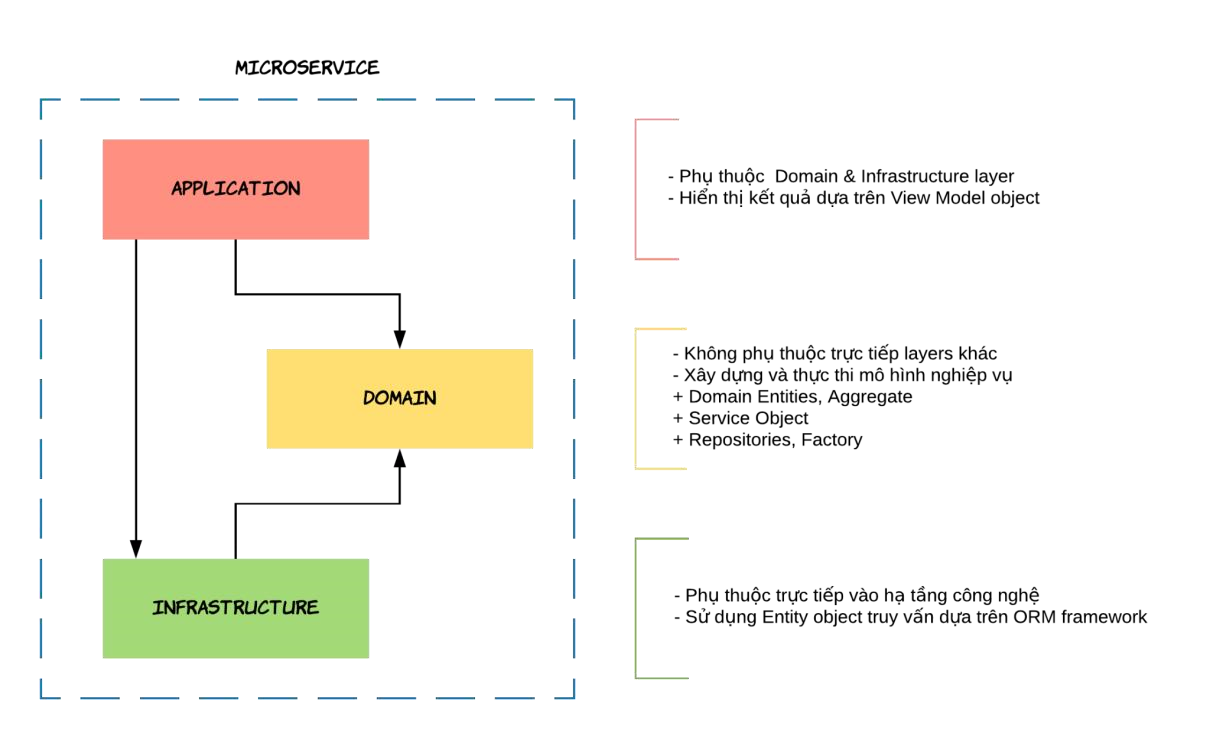 MICROSERVICE
APPLICATION
- Phụ thuộc Domain & Infrastructure layer
- Hiển thị kết quả dựa trên View Model object
DOMAIN
- Không phụ thuộc trực tiếp layers khác
- Xây dựng và thực thi mô hình nghiệp vụ
+ Domain Entities, Aggregate
+ Service Object
+ Repositories, Factory
INFRASTRUCTURE
- Phụ thuộc trực tiếp vào hạ tầng công nghệ
- Sử dụng Entity object truy vấn dựa trên ORM framework